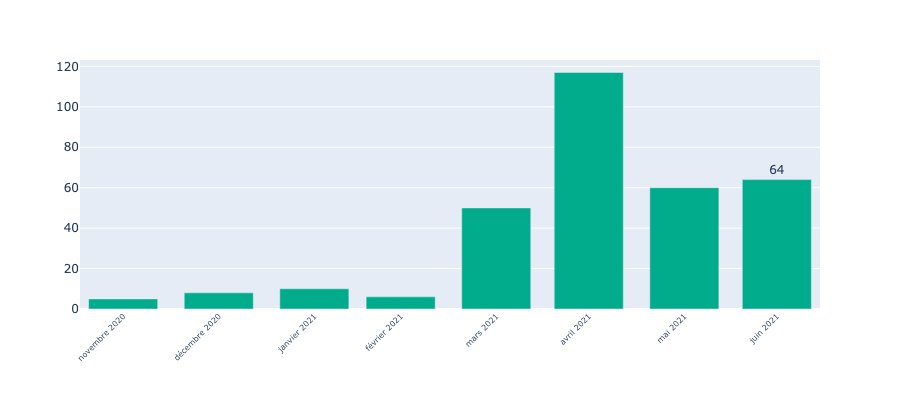 120
100
80
60
40
20
0
64
novembre 2020
décembre 2020
janvier 2021
février 2021
mars 2021
avril 2021
mai 2021
juin 2021